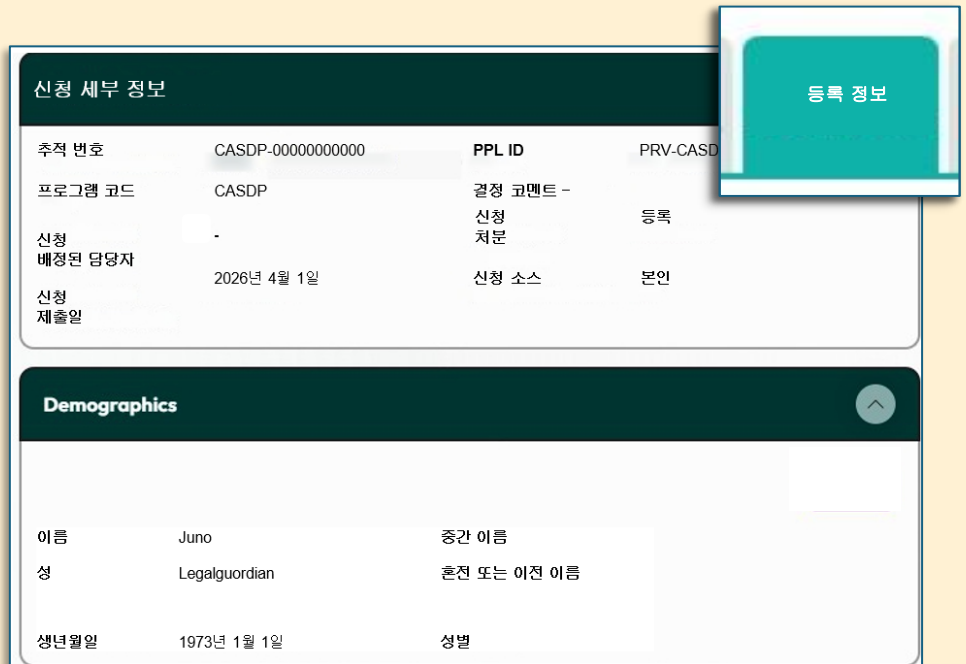 등록 정보
신청 세부 정보
추적 번호 CASDP-00000000000 PPL ID PRV-CASD
프로그램 코드 CASDP 결정 코멘트 –
신청 처분 등록
신청
배정된 담당자 -
신청
제출일 2026년 4월 1일 신청 소스 본인
Demographics
이름 Juno 중간 이름
성 Legalguordian 혼전 또는 이전 이름
생년월일 1973년 1월 1일 성별